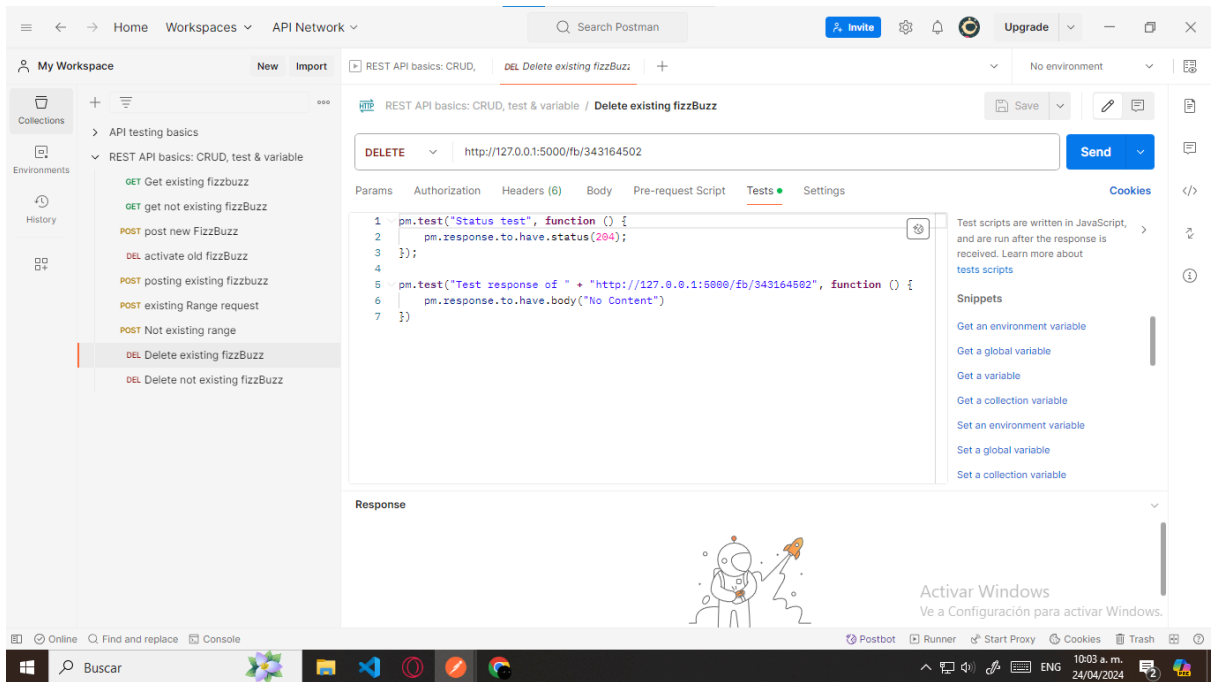 Home Workspaces API Network Search Postman Invite Upgrade
My Workspace New Import REST API basics: CRUD, DEL Delete existing fizzBuzz No environment
Collections
Environments
History
API testing basics
REST API basics: CRUD, test & variable
GET Get existing fizzbuzz
GET get not existing fizzBuzz
POST post new FizzBuzz
DEL activate old fizzBuzz
POST posting existing fizzbuzz
POST existing Range request
POST Not existing range
DEL Delete existing fizzBuzz
DEL Delete not existing fizzBuzz
HTTP REST API basics: CRUD, test & variable / Delete existing fizzBuzz Save
DELETE http://127.0.0.1:5000/fb/343164502 Send
Params Authorization Headers (6) Body Pre-request Script Tests Settings Cookies
1 pm.test("Status test", function () {
2 pm.response.to.have.status(204);
3 });
4
5 pm.test("Test response of " + "http://127.0.0.1:5000/fb/343164502", function () {
6 pm.response.to.have.body("No Content")
7 })
Test scripts are written in JavaScript,
and are run after the response is
received. Learn more about
tests scripts
Snippets
Get an environment variable
Get a global variable
Get a variable
Get a collection variable
Set an environment variable
Set a global variable
Set a collection variable
Response
Activar Windows
Ve a Configuración para activar Windows.
Online Find and replace Console Postbot Runner Start Proxy Cookies Trash
Buscar ENG 10:03 a. m.
24/04/2024 2